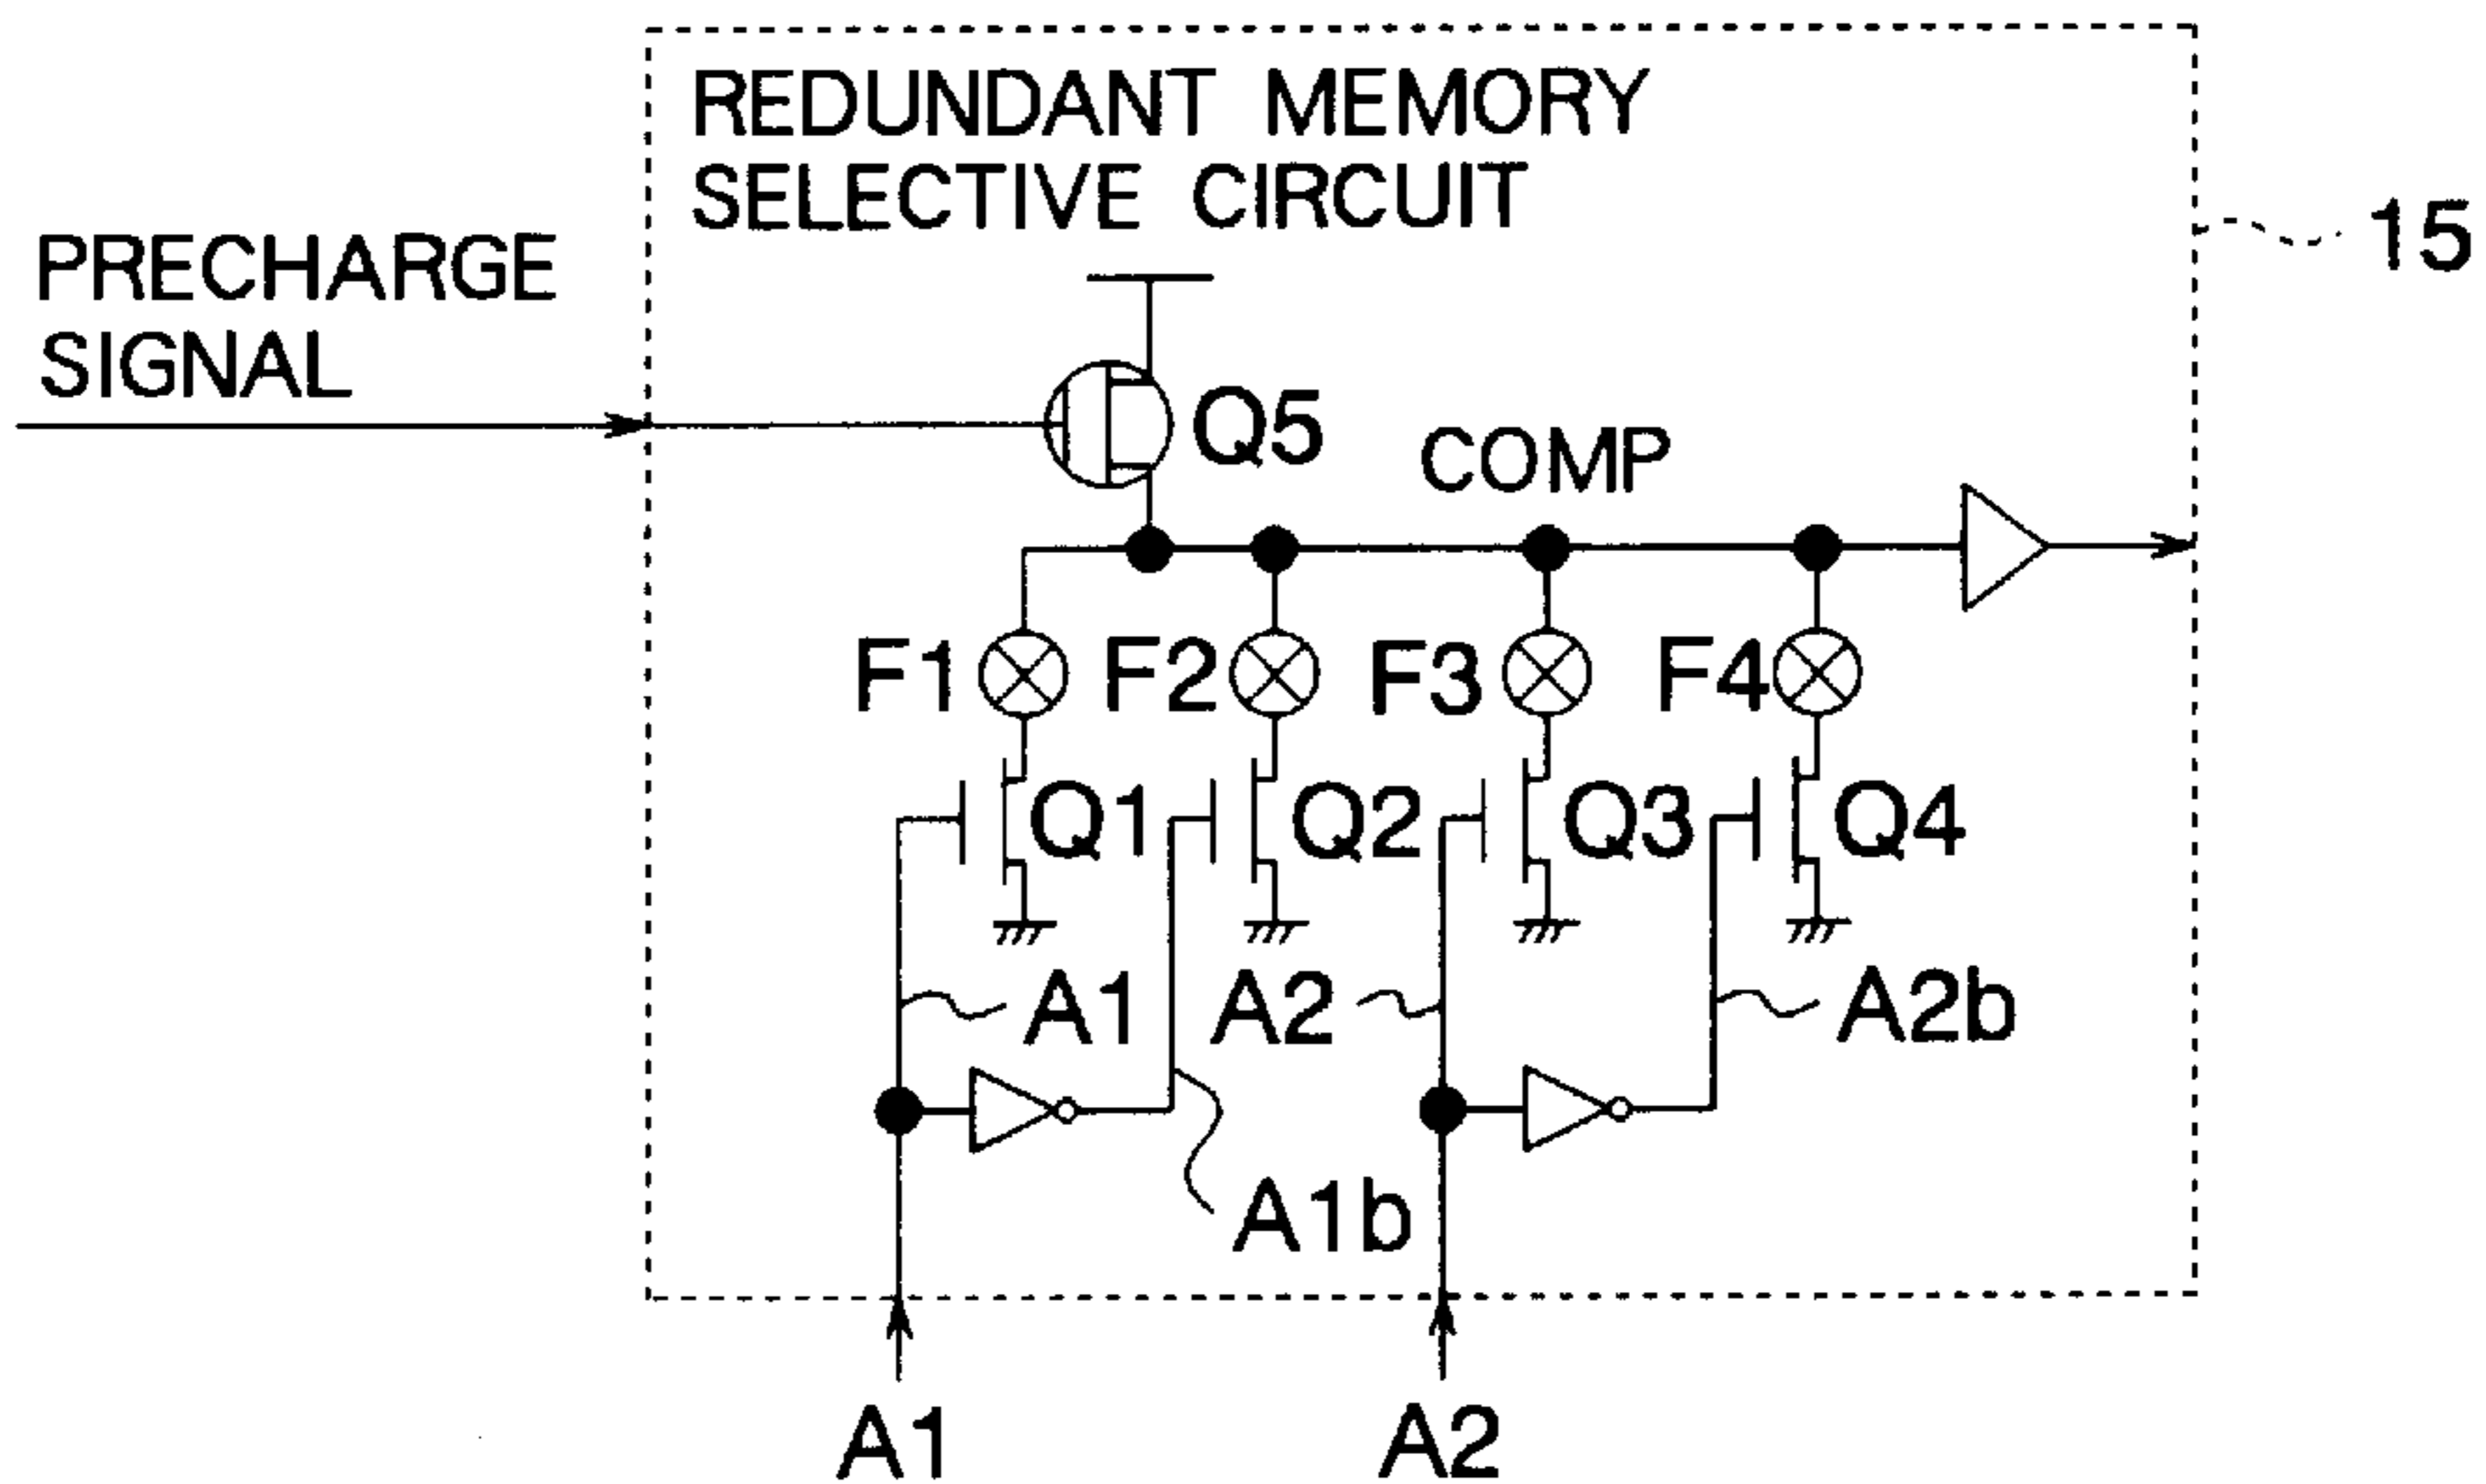 REDUNDANT MEMORY
SELECTIVE CIRCUIT
15
PRECHARGE
SIGNAL
Q5
COMP
F1
F2
F3
F4
Q1
Q2
Q3
Q4
A1
A2
A2b
A1b
A1
A2